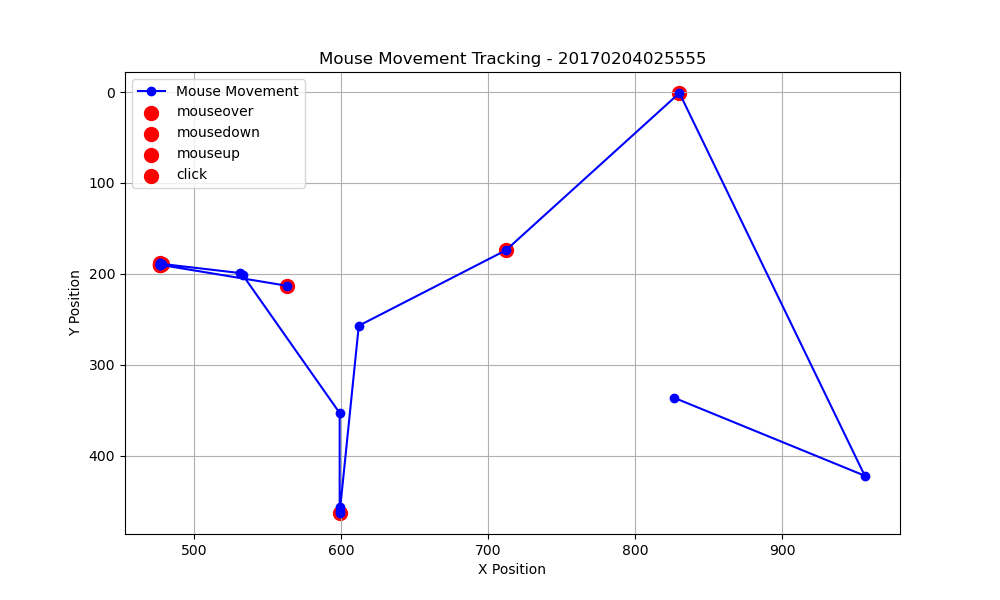 Mouse Movement Tracking - 20170204025555
Mouse Movement
mouseover
mousedown
mouseup
click
0
100
200
300
400
Y Position
500
600
700
800
900
X Position